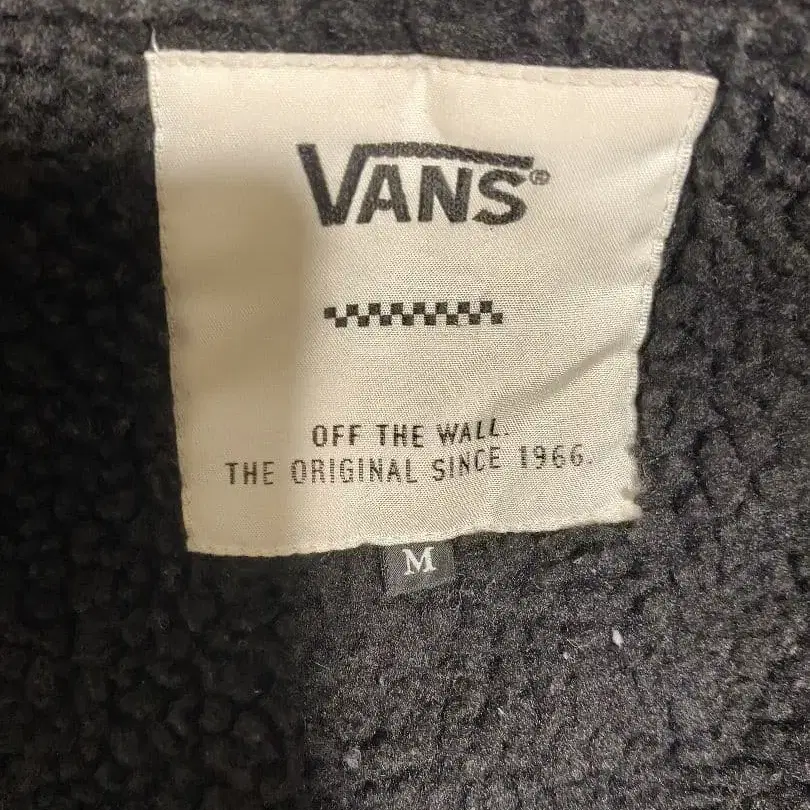 VANS®
OFF THE WALL.
THE ORIGINAL SINCE 1966.
M